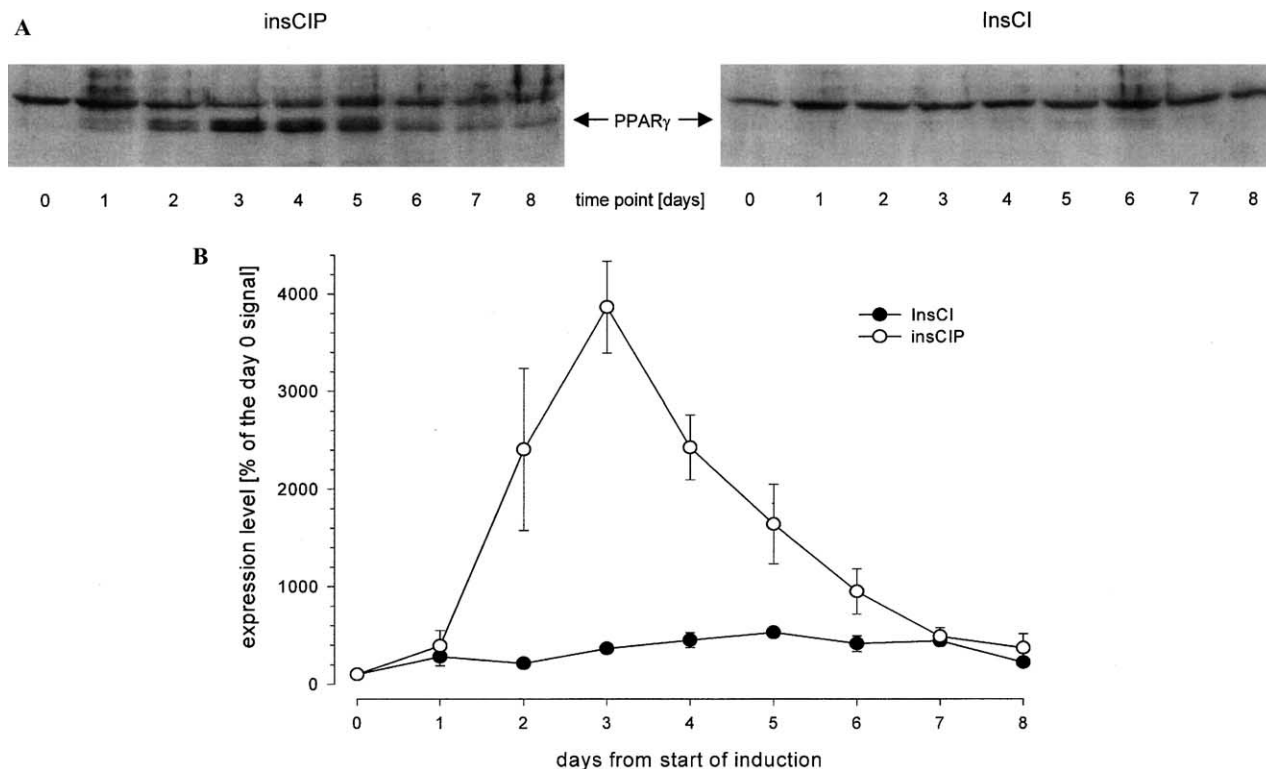 A
insCIP
InsCI
← PPARγ →
0 1 2 3 4 5 6 7 8 time point [days] 0 1 2 3 4 5 6 7 8
B
expression level [% of the day 0 signal]
4000
3000
2000
1000
0
InsCI
insCIP
0 1 2 3 4 5 6 7 8
days from start of induction